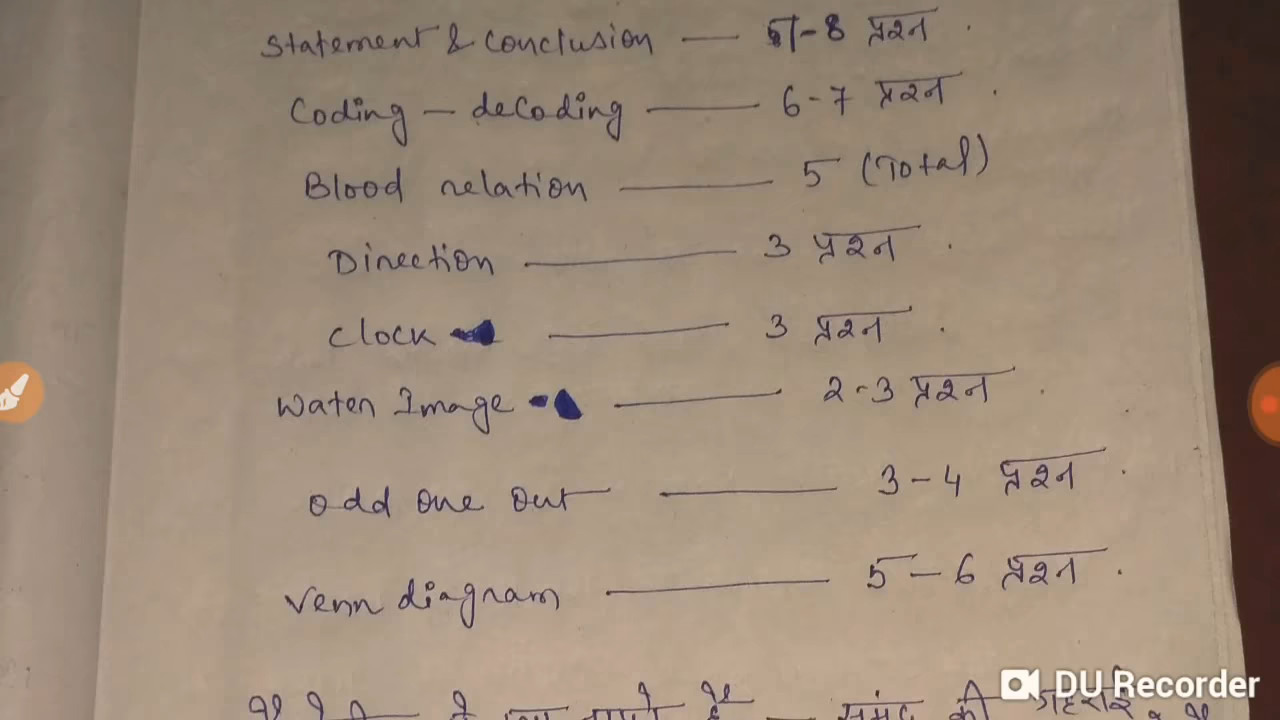 Statement & Conclusion — 5-8 प्रश्न .
Coding - decoding — 6-7 प्रश्न .
Blood relation — 5 (Total)
Direction — 3 प्रश्न .
Clock — 3 प्रश्न .
Water Image — 2-3 प्रश्न .
Odd one out — 3-4 प्रश्न .
Venn diagram — 5-6 प्रश्न .
DU Recorder